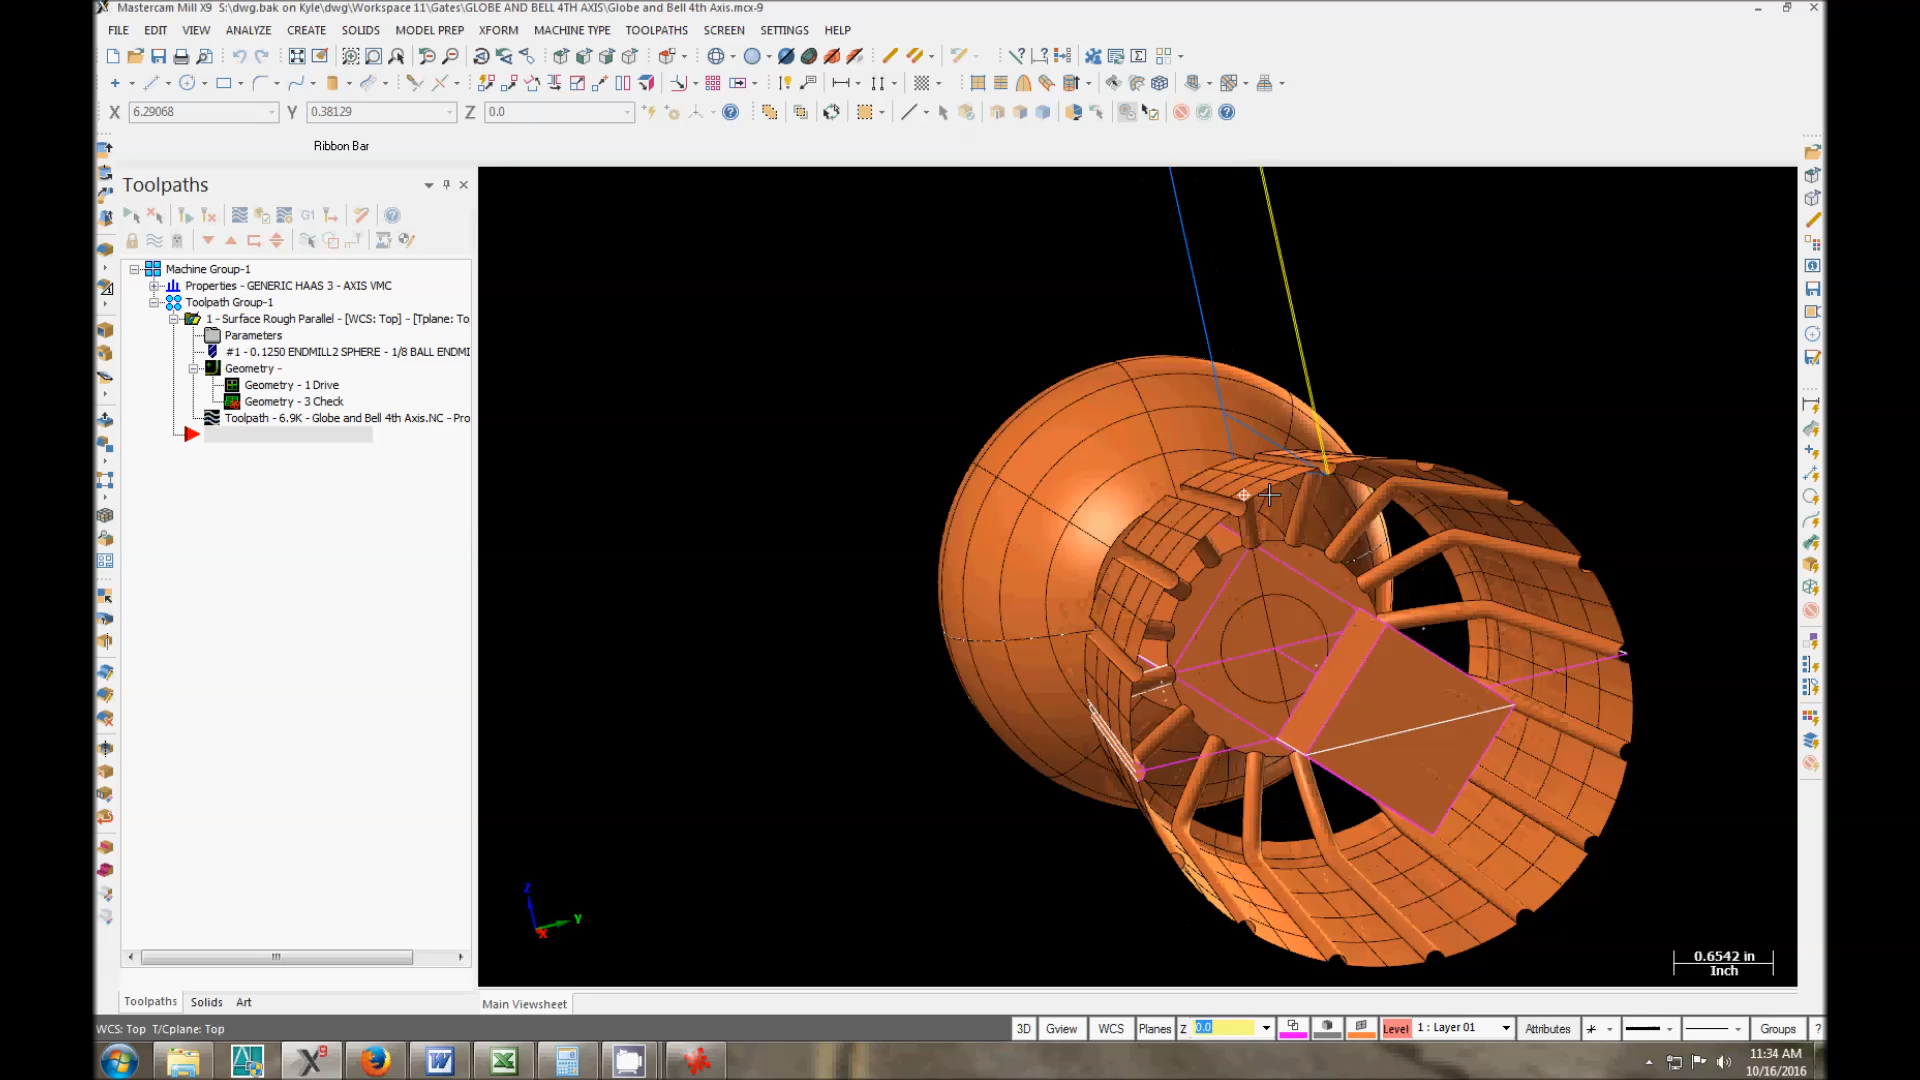 Mastercam Mill X9 S:\dwg.bak on Kyle\dwg\Workspace 11\Gates\GLOBE AND BELL 4TH AXIS\Globe and Bell 4th Axis.mcx-9
FILE EDIT VIEW ANALYZE CREATE SOLIDS MODEL PREP XFORM MACHINE TYPE TOOLPATHS SCREEN SETTINGS HELP
X 6.29068 Y 0.38129 Z 0.0
Ribbon Bar
Toolpaths
G1
Machine Group-1
Properties - GENERIC HAAS 3 - AXIS VMC
Toolpath Group-1
1 - Surface Rough Parallel - [WCS: Top] - [Tplane: To
Parameters
#1 - 0.1250 ENDMILL2 SPHERE - 1/8 BALL ENDMI
Geometry -
Geometry - 1 Drive
Geometry - 3 Check
Toolpath - 6.9K - Globe and Bell 4th Axis.NC - Pro
Z
Y
X
0.6542 in
Inch
Toolpaths Solids Art
Main Viewsheet
WCS: Top T/Cplane: Top
3D Gview WCS Planes Z 0.0 Level 1 : Layer 01 Attributes Groups ?
11:34 AM
10/16/2016